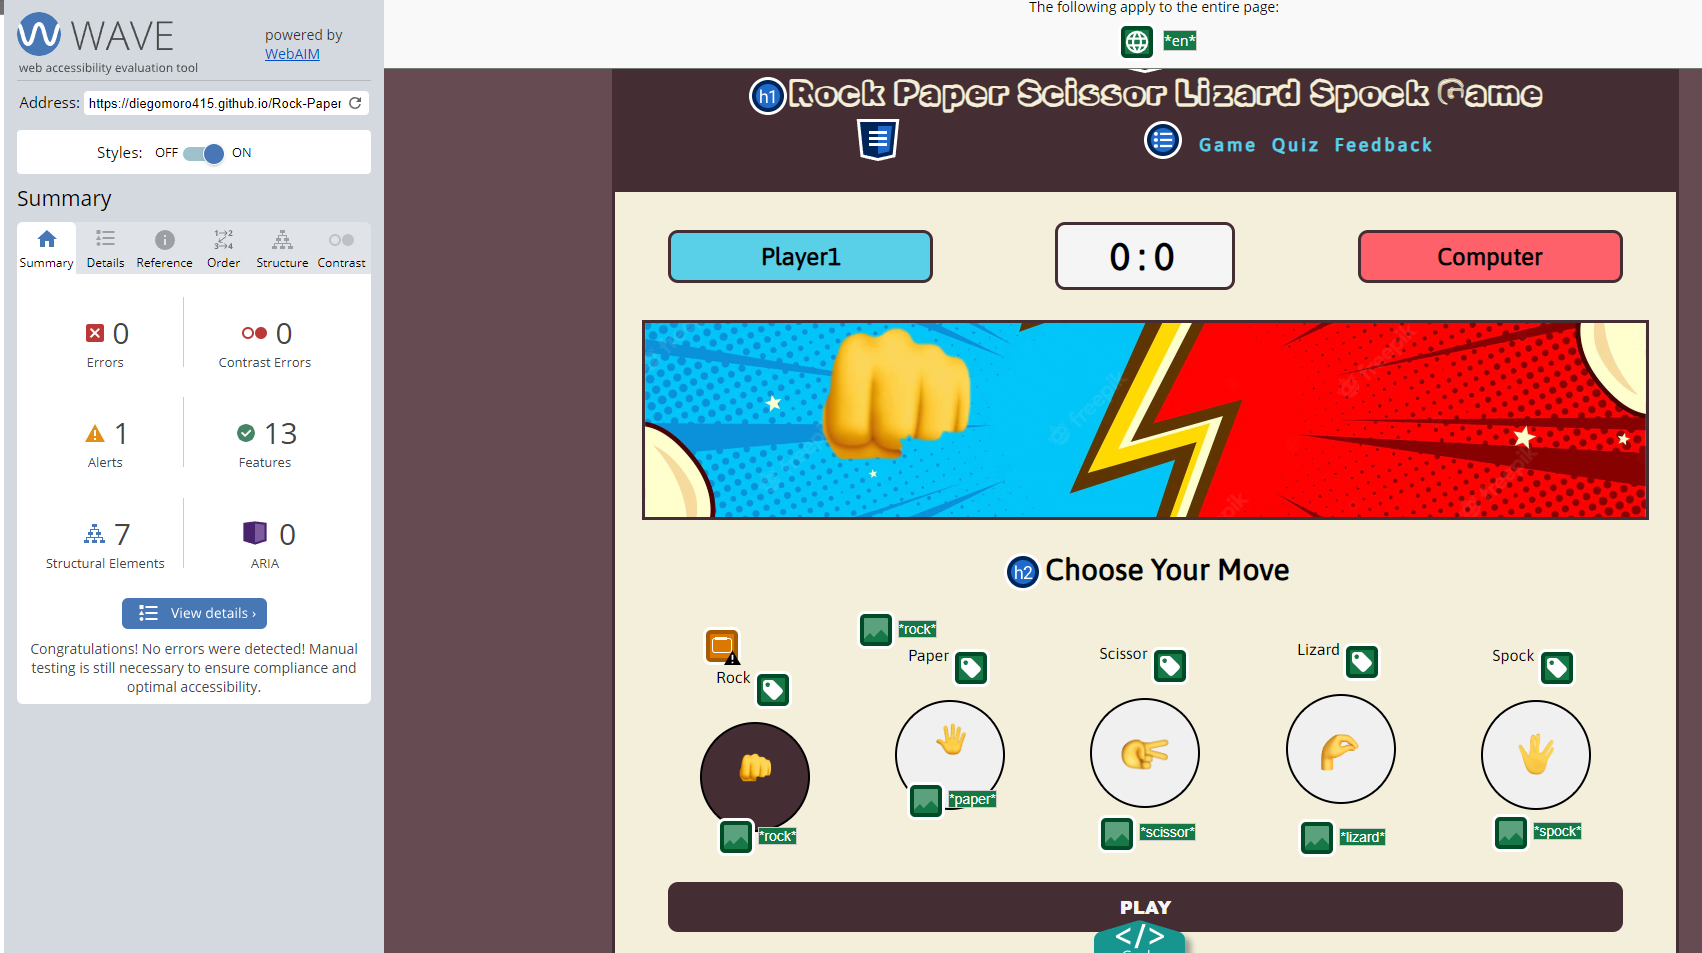 WAVE
web accessibility evaluation tool
powered by
WebAIM
Address: https://diegomoro415.github.io/Rock-Paper
Styles: OFF ON
Summary
Summary Details Reference Order Structure Contrast
0 0
Errors Contrast Errors
1 13
Alerts Features
7 0
Structural Elements ARIA
View details ›
Congratulations! No errors were detected! Manual
testing is still necessary to ensure compliance and
optimal accessibility.
The following apply to the entire page:
*en*
h1 Rock Paper Scissor Lizard Spock Game
Game Quiz Feedback
Player1 0:0 Computer
freepik
freepik
freepik
h2 Choose Your Move
*rock*
Rock Paper Scissor Lizard Spock
*rock* *paper* *scissor* *lizard* *spock*
PLAY
</>